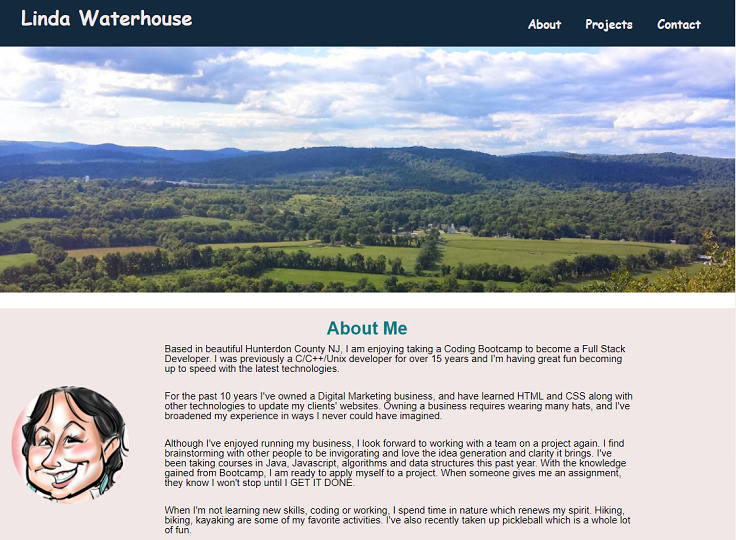 Linda Waterhouse
About Projects Contact
About Me
Based in beautiful Hunterdon County NJ, I am enjoying taking a Coding Bootcamp to become a Full Stack
Developer. I was previously a C/C++/Unix developer for over 15 years and I'm having great fun becoming
up to speed with the latest technologies.
For the past 10 years I've owned a Digital Marketing business, and have learned HTML and CSS along with
other technologies to update my clients' websites. Owning a business requires wearing many hats, and I've
broadened my experience in ways I never could have imagined.
Although I've enjoyed running my business, I look forward to working with a team on a project again. I find
brainstorming with other people to be invigorating and love the idea generation and clarity it brings. I've
been taking courses in Java, Javascript, algorithms and data structures this past year. With the knowledge
gained from Bootcamp, I am ready to apply myself to a project. When someone gives me an assignment,
they know I won't stop until I GET IT DONE.
When I'm not learning new skills, coding or working, I spend time in nature which renews my spirit. Hiking,
biking, kayaking are some of my favorite activities. I've also recently taken up pickleball which is a whole lot
of fun.